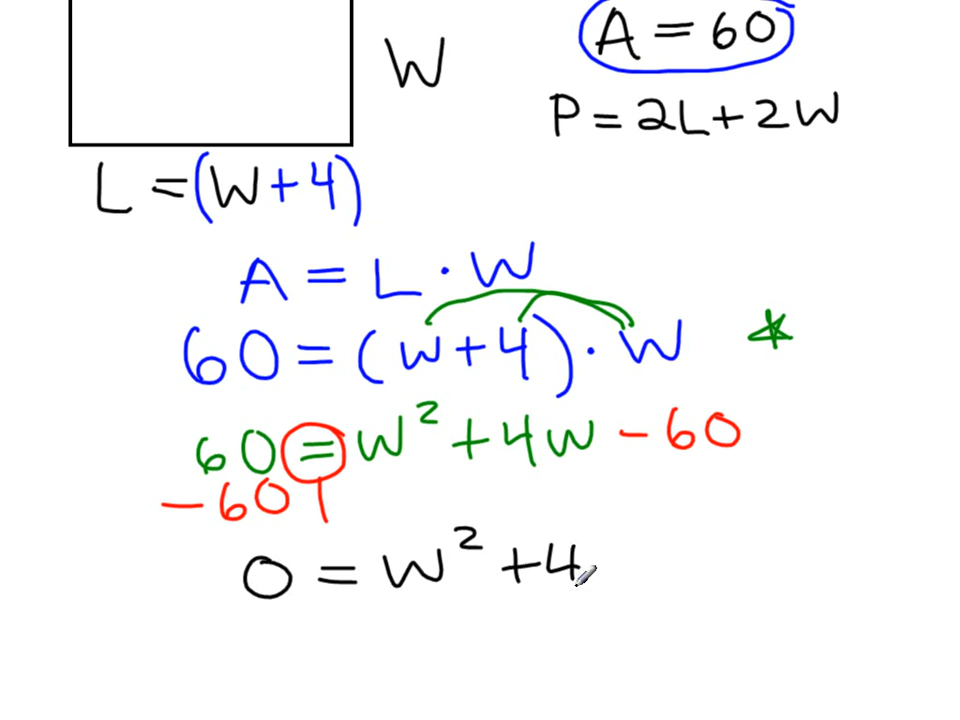 A = 60
W
P = 2L + 2W
L = (W + 4)
A = L · W
60 = (W + 4) · W *
60 = W² + 4W - 60
- 60
0 = W² + 4